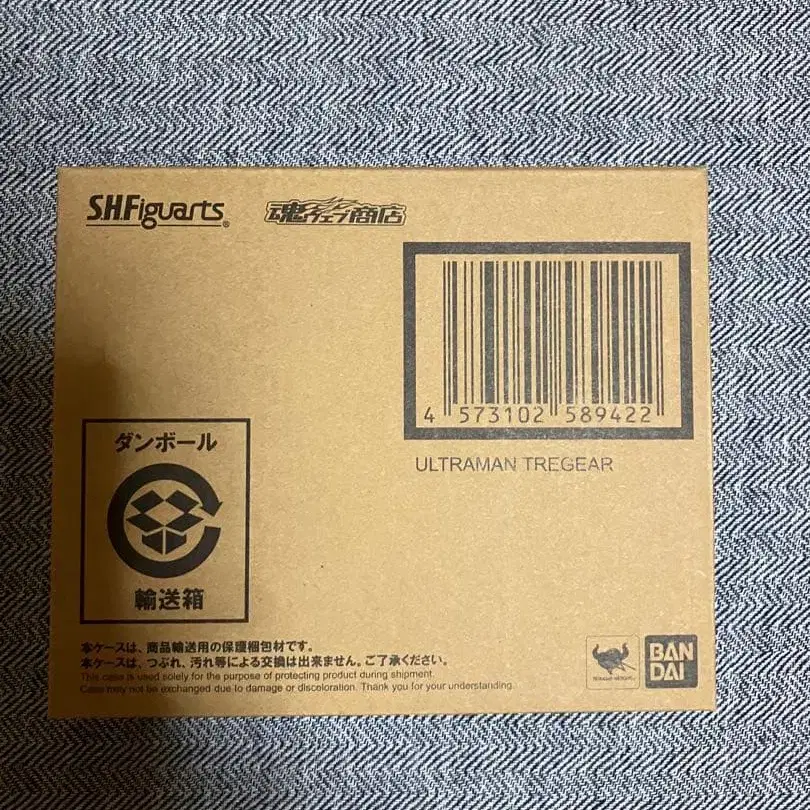 S.H.Figuarts®
魂ウェブ商店
4 573102 589422
ULTRAMAN TREGEAR
ダンボール
輸送箱
本ケースは、商品輸送用の保護梱包材です。
本ケースは、つぶれ、汚れ等による交換は出来ません。ご了承ください。
This case is used solely for the purpose of protecting product during shipment.
Case may not be exchanged due to damage or discoloration. Thank you for your understanding.
BAN
DAI